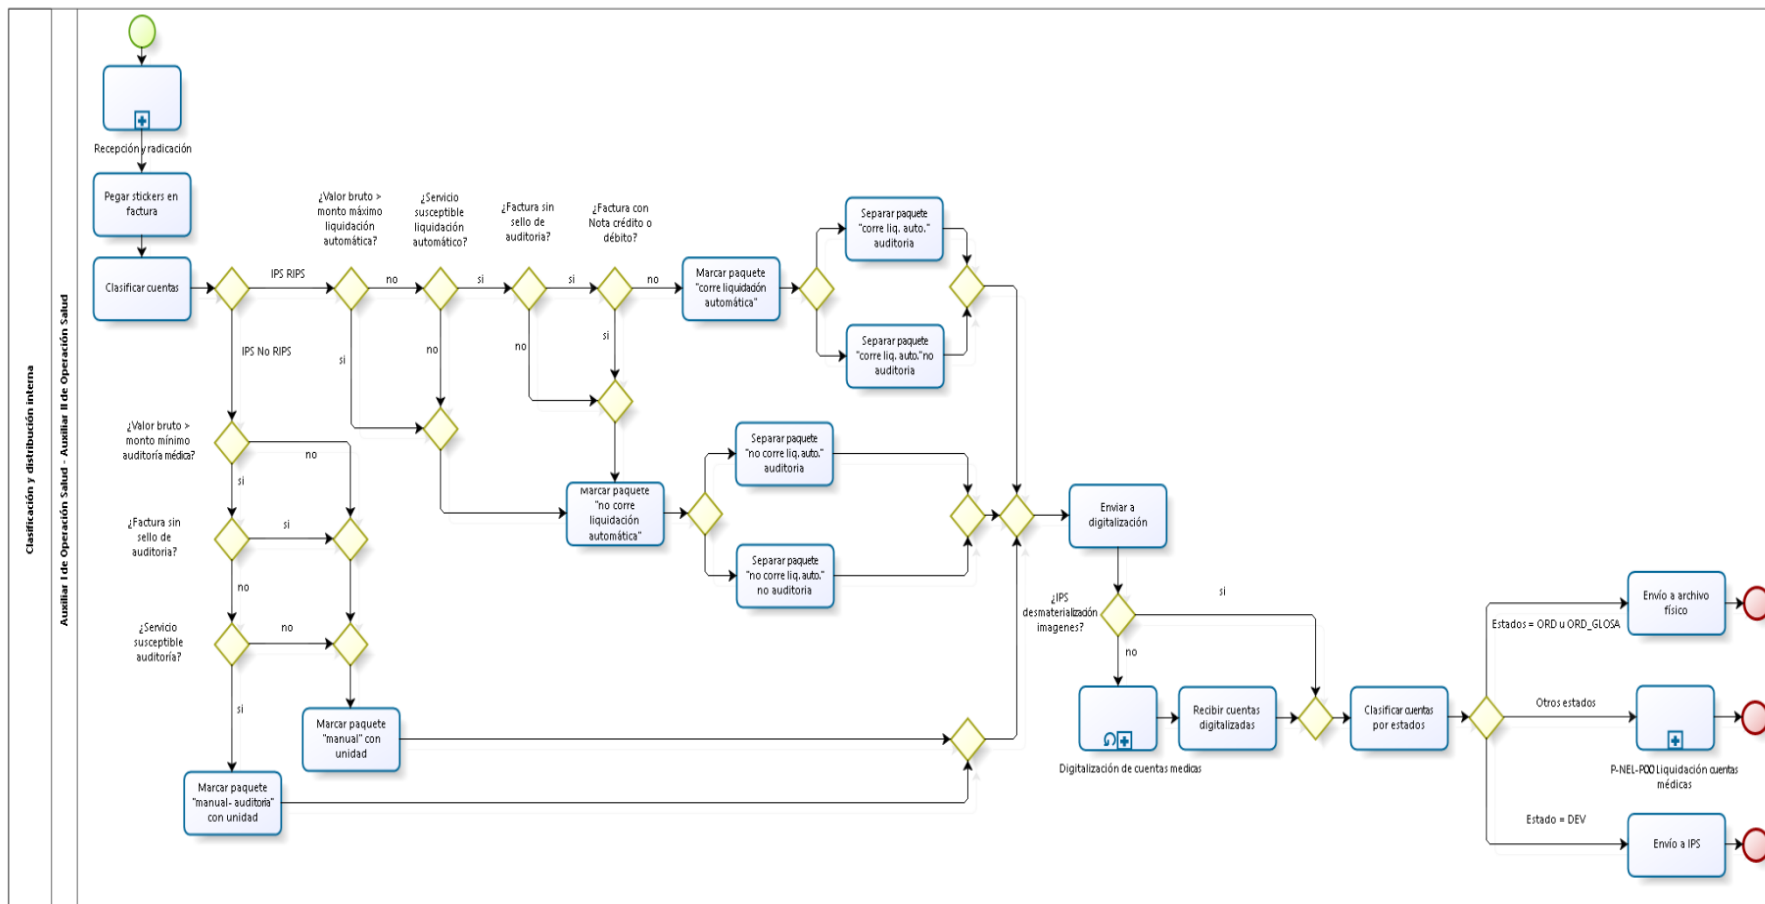 Clasificación y distribución interna
Auxiliar I de Operación Salud - Auxiliar II de Operación Salud
Recepción y radicación
Pegar stickers en
factura
Clasificar cuentas
IPS RIPS
IPS No RIPS
¿Valor bruto >
monto máximo
liquidación
automática?
no
si
¿Servicio
susceptible
liquidación
automático?
si
no
¿Factura sin
sello de
auditoria?
si
no
¿Factura con
Nota crédito o
débito?
no
si
Marcar paquete
"corre liquidación
automática"
Separar paquete
"corre liq. auto."
auditoria
Separar paquete
"corre liq. auto."no
auditoria
¿Valor bruto >
monto mínimo
auditoría médica?
no
si
¿Factura sin
sello de
auditoria?
si
no
¿Servicio
susceptible
auditoría?
no
si
Marcar paquete
"no corre
liquidación
automática"
Separar paquete
"no corre liq. auto."
auditoria
Separar paquete
"no corre liq. auto."
no auditoria
Marcar paquete
"manual" con
unidad
Marcar paquete
"manual- auditoria"
con unidad
Enviar a
digitalización
¿IPS
desmaterialización
imagenes?
si
no
Digitalización de cuentas medicas
Recibir cuentas
digitalizadas
Clasificar cuentas
por estados
Estados = ORD u ORD_GLOSA
Envío a archivo
físico
Otros estados
P-NEL-P00 Liquidación cuentas
médicas
Estado = DEV
Envío a IPS